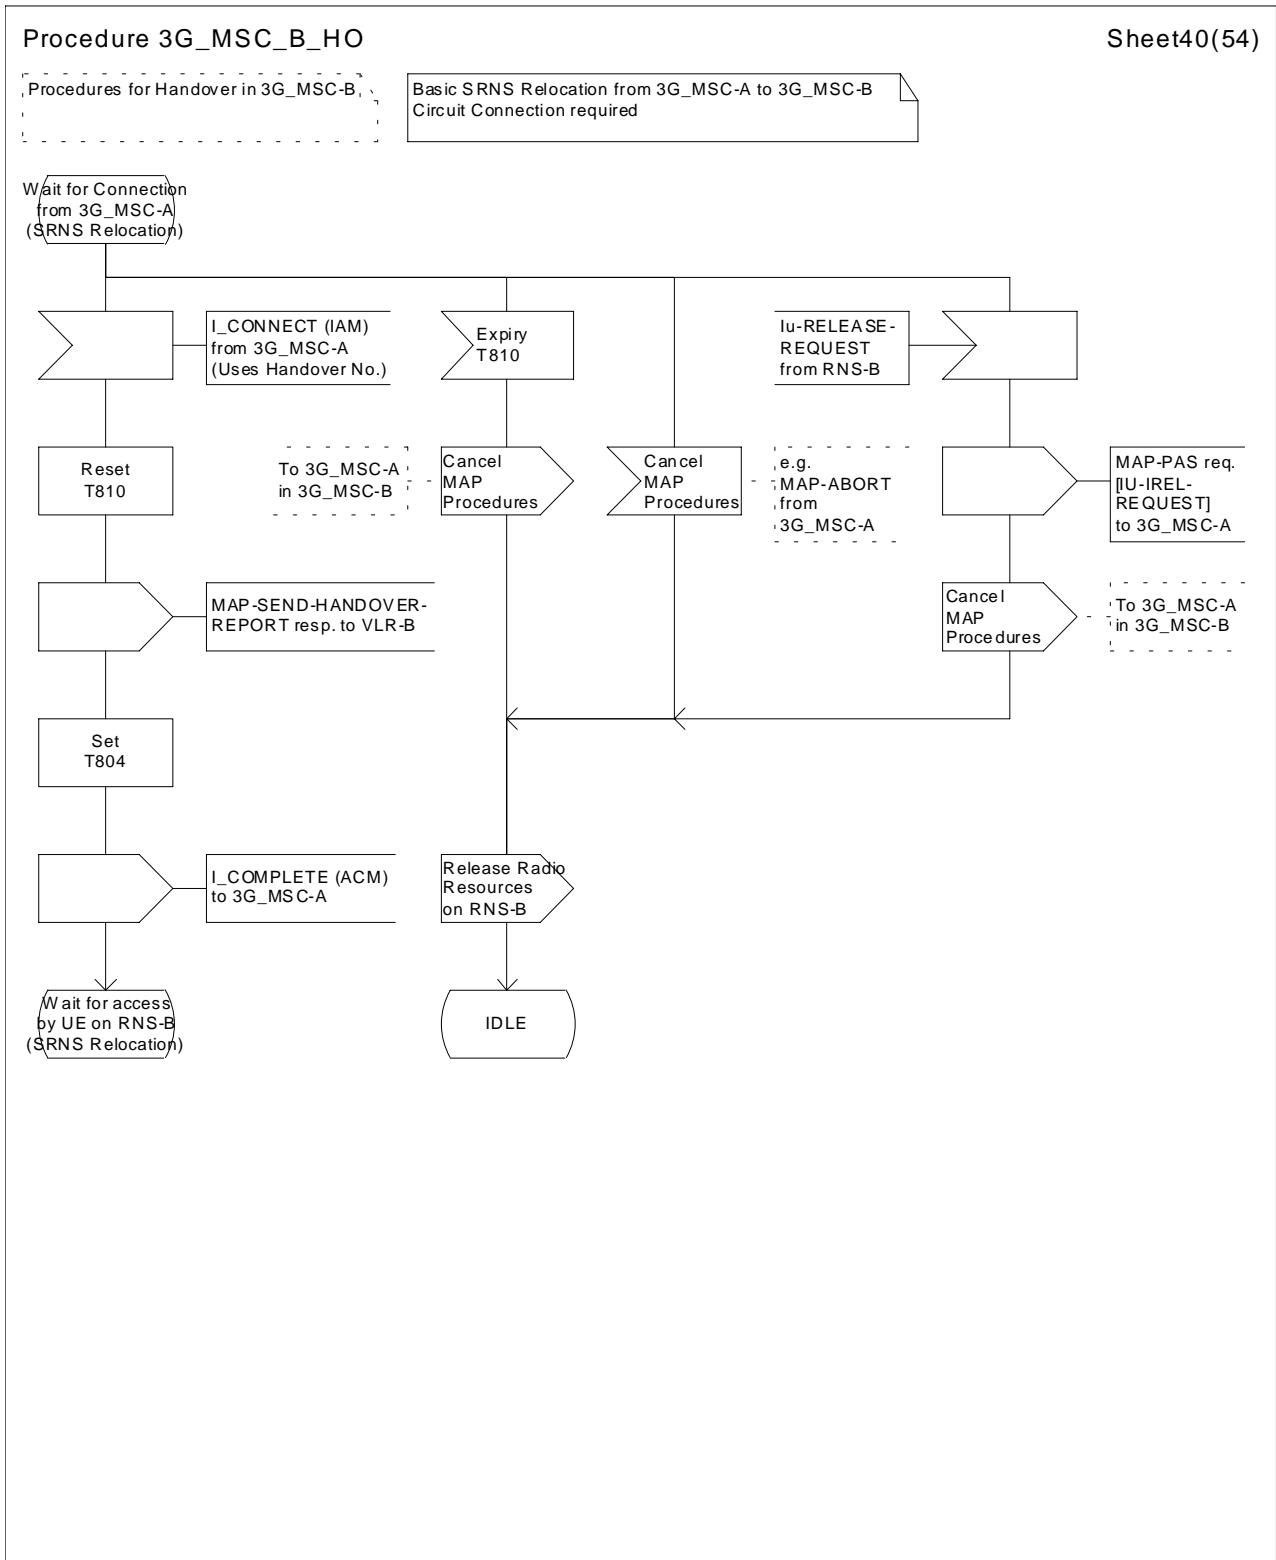 Procedure 3G_MSC_B_HO
Sheet40(54)
Procedures for Handover in 3G_MSC-B
Basic SRNS Relocation from 3G_MSC-A to 3G_MSC-B
Circuit Connection required
Wait for Connection
from 3G_MSC-A
(SRNS Relocation)
I_CONNECT (IAM)
from 3G_MSC-A
(Uses Handover No.)
Expiry
T810
Iu-RELEASE-
REQUEST
from RNS-B
Reset
T810
To 3G_MSC-A
in 3G_MSC-B
Cancel
MAP
Procedures
Cancel
MAP
Procedures
e.g.
MAP-ABORT
from
3G_MSC-A
MAP-PAS req.
[IU-IREL-
REQUEST]
to 3G_MSC-A
MAP-SEND-HANDOVER-
REPORT resp. to VLR-B
Cancel
MAP
Procedures
To 3G_MSC-A
in 3G_MSC-B
Set
T804
I_COMPLETE (ACM)
to 3G_MSC-A
Release Radio
Resources
on RNS-B
Wait for access
by UE on RNS-B
(SRNS Relocation)
IDLE